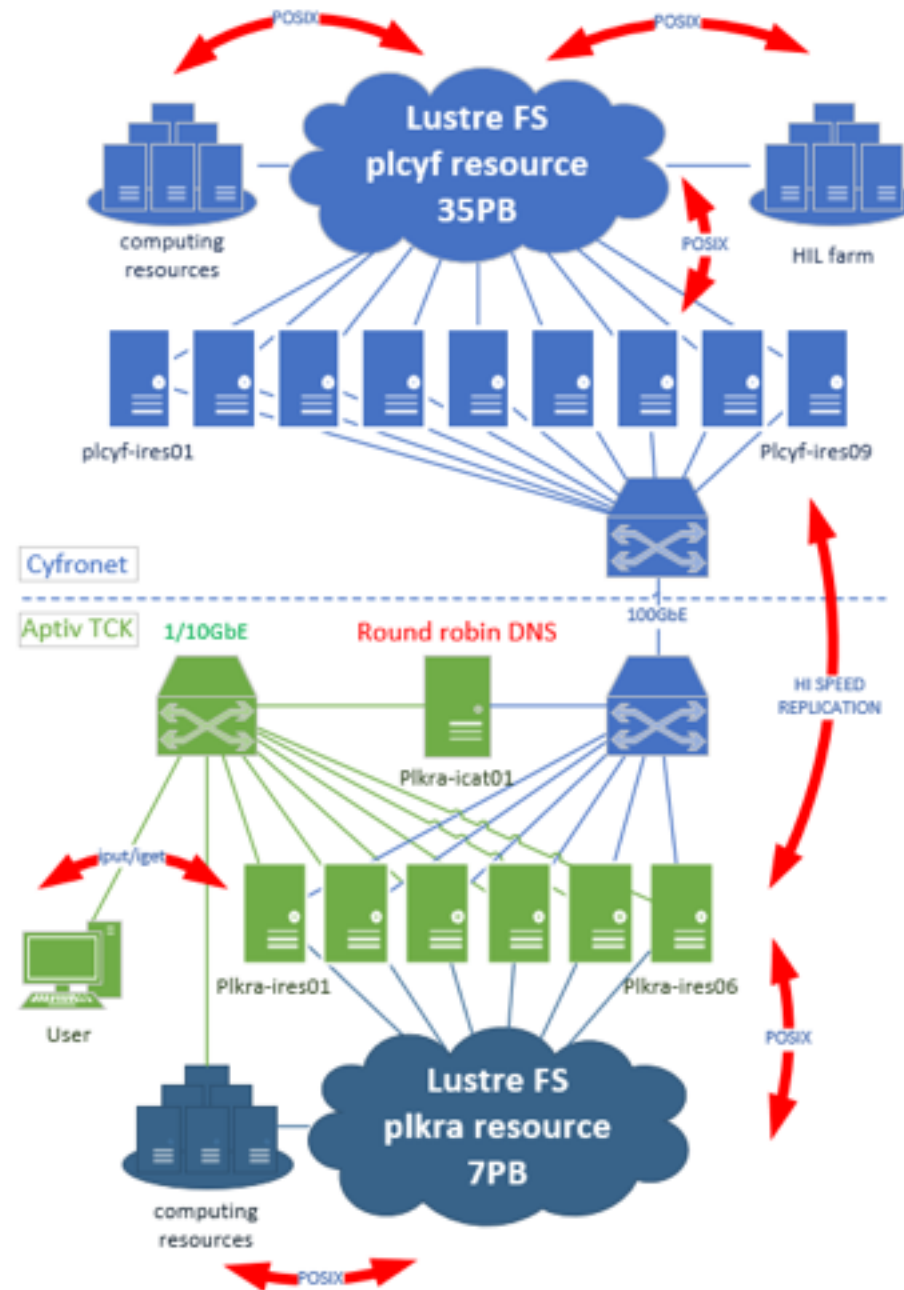 POSIX
POSIX
Lustre FS
plcyf resource
35PB
computing
resources
POSIX
HIL farm
plcyf-ires01
Plcyf-ires09
Cyfronet
100GbE
Aptiv TCK
1/10GbE
Round robin DNS
HI SPEED
REPLICATION
Plkra-icat01
iput/iget
Plkra-ires01
Plkra-ires06
User
POSIX
Lustre FS
plkra resource
7PB
computing
resources
POSIX